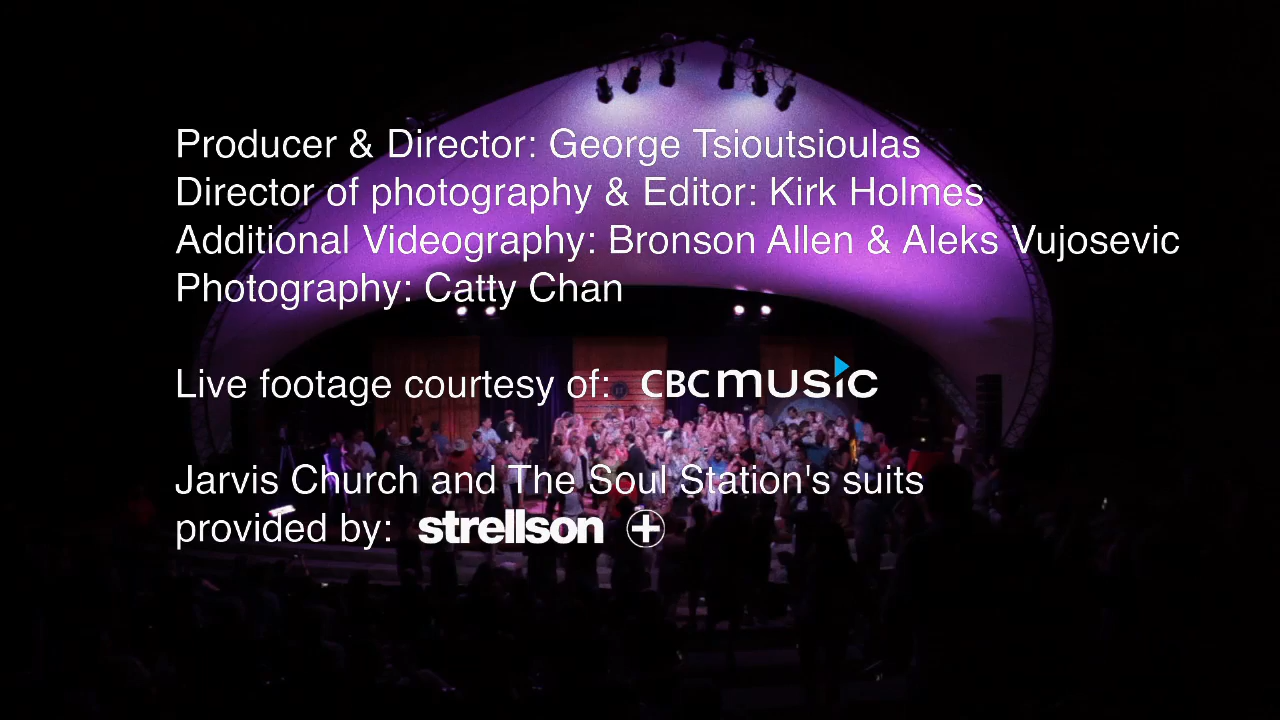 Producer & Director: George Tsioutsioulas
Director of photography & Editor: Kirk Holmes
Additional Videography: Bronson Allen & Aleks Vujosevic
Photography: Catty Chan
Live footage courtesy of: CBC music
Jarvis Church and The Soul Station's suits
provided by: strellson